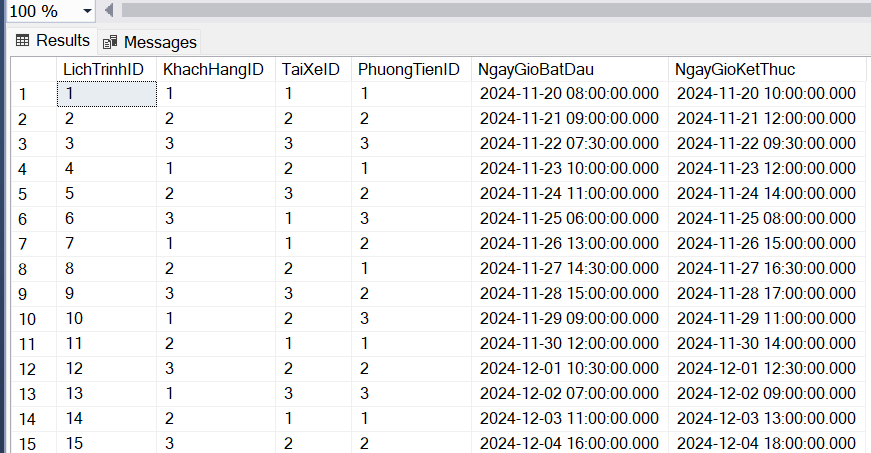 100 %
Results Messages
LichTrinhID KhachHangID TaiXeID PhuongTienID NgayGioBatDau NgayGioKetThuc
1 1 1 1 1 2024-11-20 08:00:00.000 2024-11-20 10:00:00.000
2 2 2 2 2 2024-11-21 09:00:00.000 2024-11-21 12:00:00.000
3 3 3 3 3 2024-11-22 07:30:00.000 2024-11-22 09:30:00.000
4 4 1 2 1 2024-11-23 10:00:00.000 2024-11-23 12:00:00.000
5 5 2 3 2 2024-11-24 11:00:00.000 2024-11-24 14:00:00.000
6 6 3 1 3 2024-11-25 06:00:00.000 2024-11-25 08:00:00.000
7 7 1 1 2 2024-11-26 13:00:00.000 2024-11-26 15:00:00.000
8 8 2 2 1 2024-11-27 14:30:00.000 2024-11-27 16:30:00.000
9 9 3 3 2 2024-11-28 15:00:00.000 2024-11-28 17:00:00.000
10 10 1 2 3 2024-11-29 09:00:00.000 2024-11-29 11:00:00.000
11 11 2 1 1 2024-11-30 12:00:00.000 2024-11-30 14:00:00.000
12 12 3 2 2 2024-12-01 10:30:00.000 2024-12-01 12:30:00.000
13 13 1 3 3 2024-12-02 07:00:00.000 2024-12-02 09:00:00.000
14 14 2 1 1 2024-12-03 11:00:00.000 2024-12-03 13:00:00.000
15 15 3 2 2 2024-12-04 16:00:00.000 2024-12-04 18:00:00.000